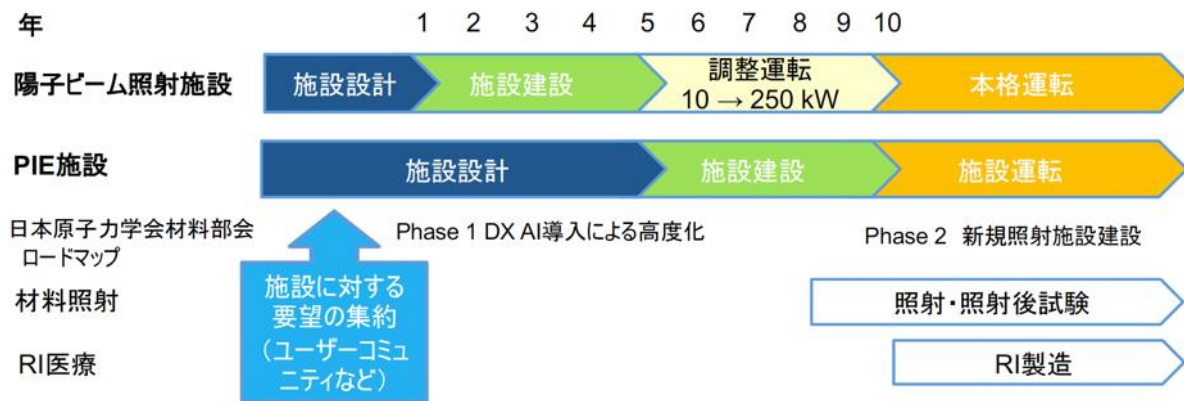 年 1 2 3 4 5 6 7 8 9 10
陽子ビーム照射施設 施設設計 施設建設 調整運転 本格運転
10 → 250 kW
PIE施設 施設設計 施設建設 施設運転
日本原子力学会材料部会 Phase 1 DX AI導入による高度化 Phase 2 新規照射施設建設
ロードマップ
施設に対する
要望の集約
(ユーザーコミュ
ニティなど)
材料照射 照射・照射後試験
RI医療 RI製造